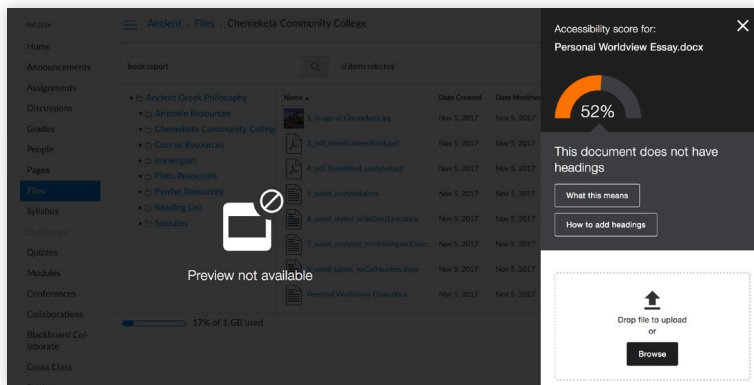 Fall 2016
Home
Announcements
Assignments
Discussions
Grades
People
Pages
Files
Syllabus
Outcomes
Quizzes
Modules
Conferences
Collaborations
Blackboard Col-
laborate
Copia Class
Ancient › Files › Chemeketa Community College
book report
0 items selected
Ancient Greek Philosophy
Aristotle Resources
Chemeketa Community College
Course Resources
norwegian
Plato Resources
Pyrrho Resources
Reading List
Socrates
17% of 1 GB used
Name Date Created Date Modified
1_Image of Chemeketa.jpg Nov 5, 2017 Nov 5, 2017
3_pdf_fromScannedBook.pdf Nov 5, 2017 Nov 5, 2017
4_pdf_fromWord_unstyled.pdf Nov 5, 2017 Nov 5, 2017
5_word_unstyled.docx Nov 5, 2017 Nov 5, 2017
Nov 5, 2017 Nov 5, 2017
Nov 5, 2017 Nov 5, 2017
word_tables_noColHeaders.docx Nov 5, 2017 Nov 5, 2017
Personal Worldview Essay.docx Nov 5, 2017 Nov 5, 2017
Preview not available
Accessibility score for:
Personal Worldview Essay.docx
52%
This document does not have
headings
What this means
How to add headings
Drop file to upload
or
Browse